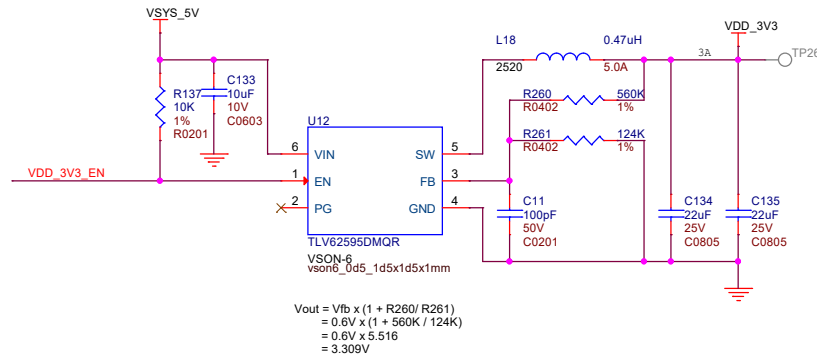 VSYS_5V
R137
10K
1%
R0201
C133
10uF
10V
C0603
VDD_3V3_EN
U12
6
VIN
1
EN
2
PG
SW
5
FB
3
GND
4
TLV62595DMQR
VSON-6
vson6_0d5_1d5x1d5x1mm
L18
0.47uH
2520
5.0A
R260
560K
R0402
1%
R261
124K
R0402
1%
C11
100pF
50V
C0201
3A
VDD_3V3
TP26
C134
22uF
25V
C0805
C135
22uF
25V
C0805
Vout = Vfb x (1 + R260/ R261)
= 0.6V x (1 + 560K / 124K)
= 0.6V x 5.516
= 3.309V